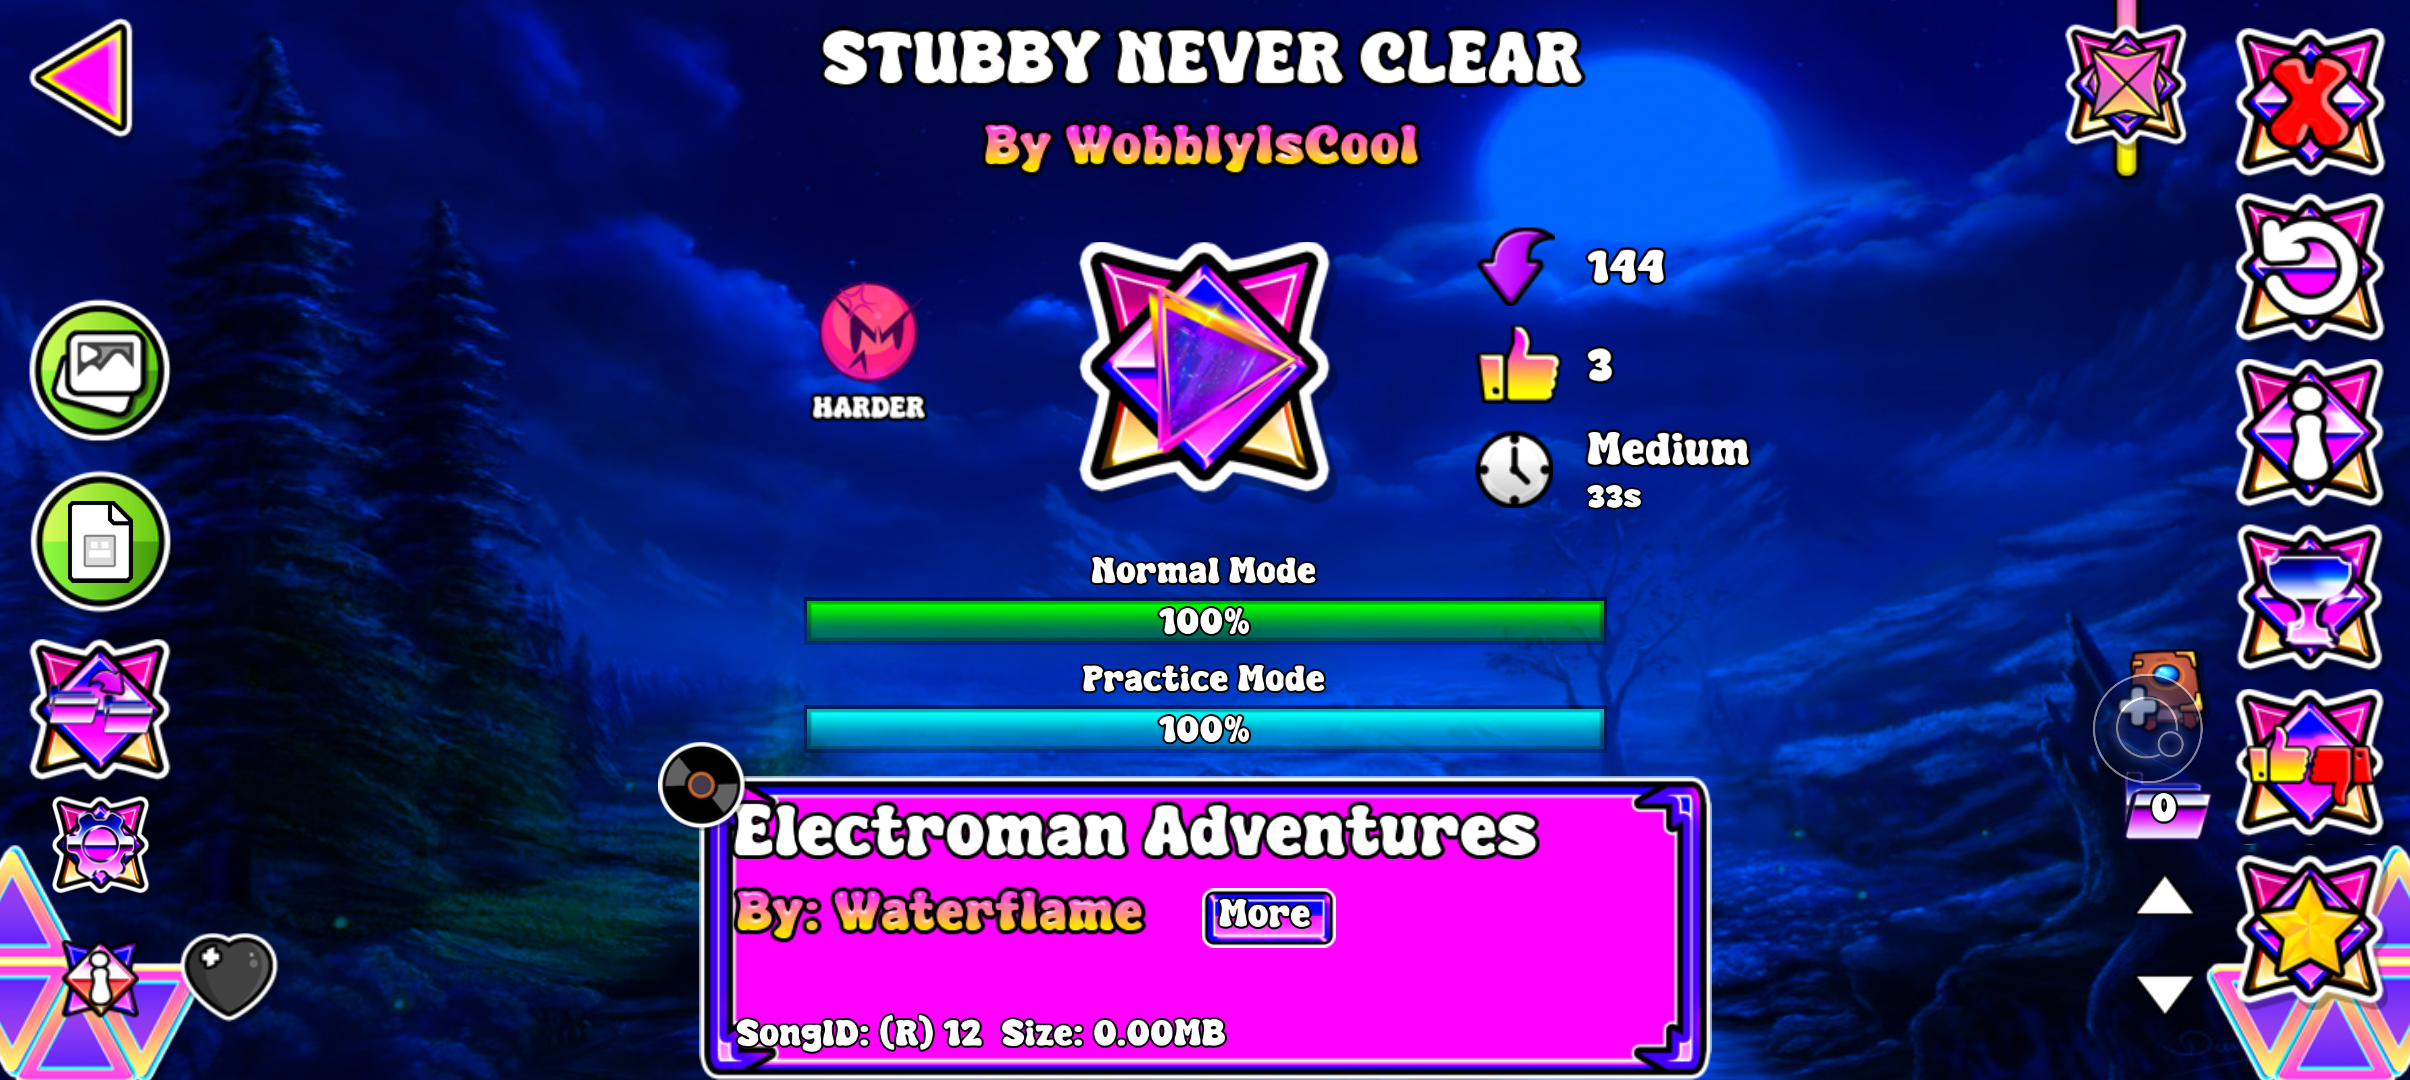 STUBBY NEVER CLEAR
By WobblyIsCool
144
HARDER
3
Medium
33s
Normal Mode
100%
Practice Mode
100%
0
Electroman Adventures
By: Waterflame
More
SongID: (R) 12 Size: 0.00MB